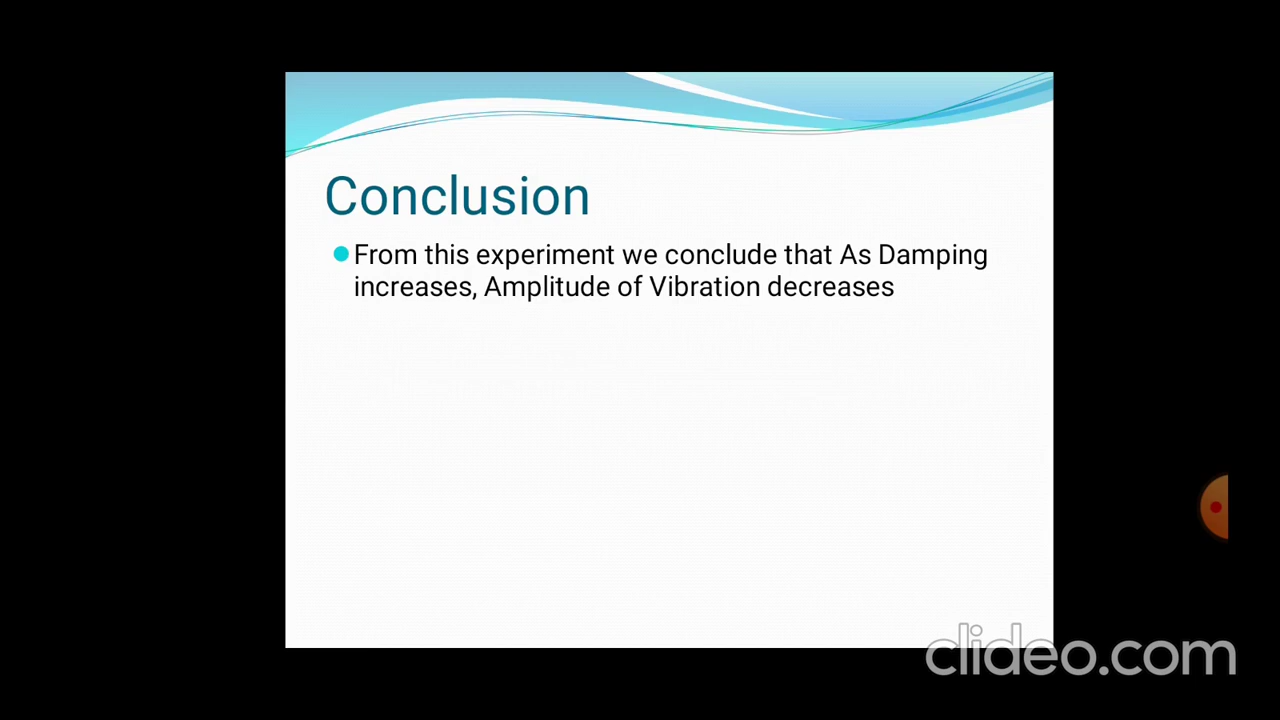 Conclusion
From this experiment we conclude that As Damping
increases, Amplitude of Vibration decreases
clideo.com